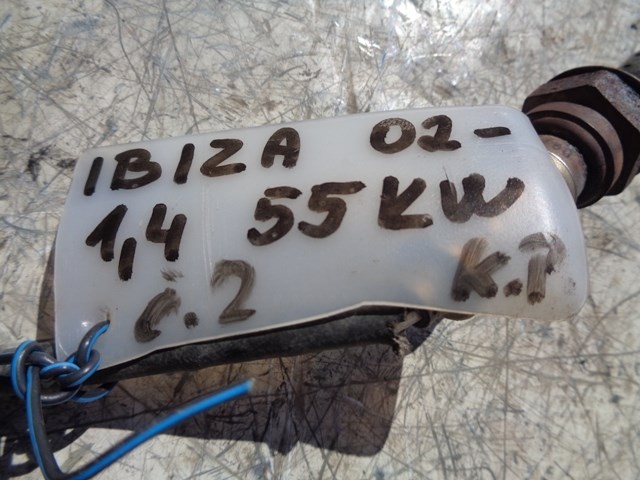 IBIZA 02-
1,4 55KW
Č.2 K.P